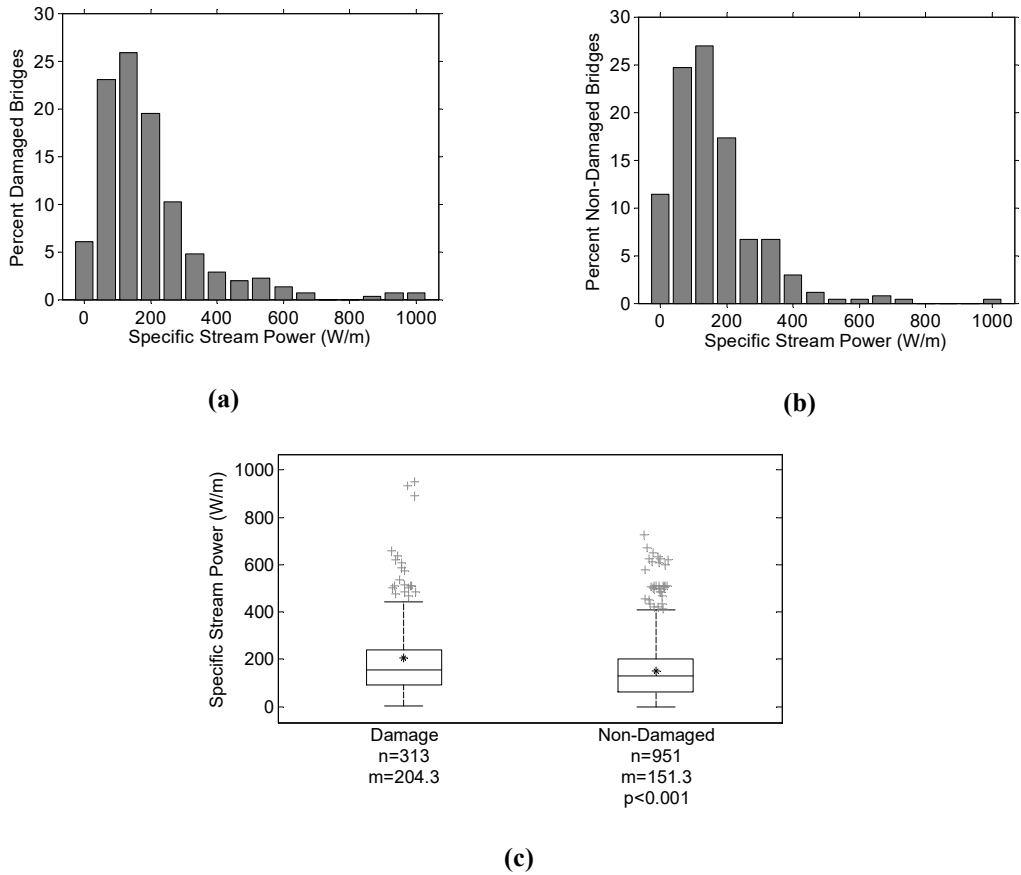 Percent Damaged Bridges
30
25
20
15
10
5
0
0 200 400 600 800 1000
Specific Stream Power (W/m)
(a)
Percent Non-Damaged Bridges
30
25
20
15
10
5
0
0 200 400 600 800 1000
Specific Stream Power (W/m)
(b)
Specific Stream Power (W/m)
1000
800
600
400
200
0
Damage
n=313
m=204.3
Non-Damaged
n=951
m=151.3
p<0.001
(c)